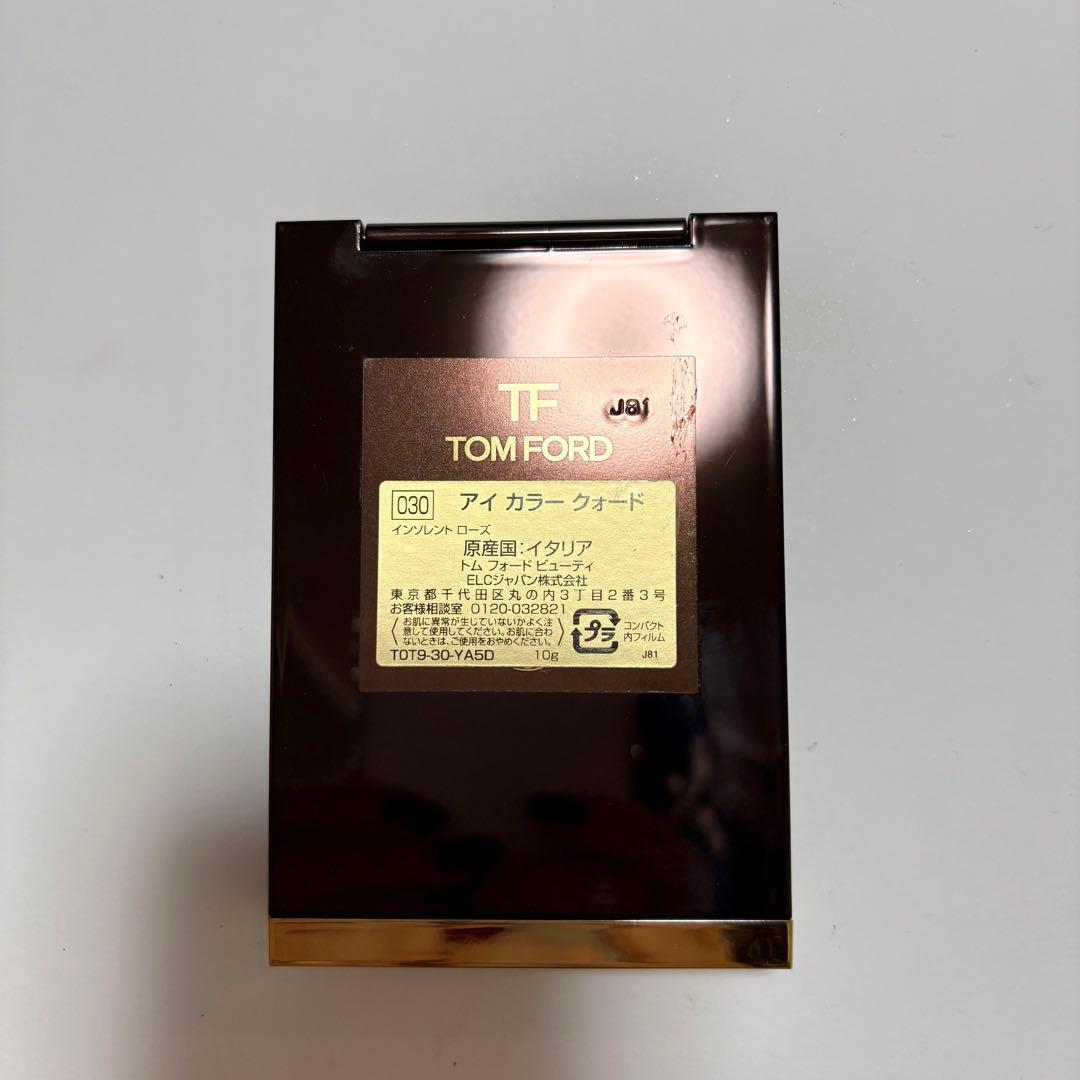 TF
J81
TOM FORD
030 アイ カラー クォード
インソレント ローズ
原産国:イタリア
トム フォード ビューティ
ELCジャパン株式会社
東京都千代田区丸の内3丁目2番3号
お客様相談室 0120-032821
〈お肌に異常が生じていないかよく注
意して使用してください。お肌に合わ
ないときは、ご使用をおやめください。〉
プラ
コンパクト
内フィルム
TOT9-30-YA5D 10g J81